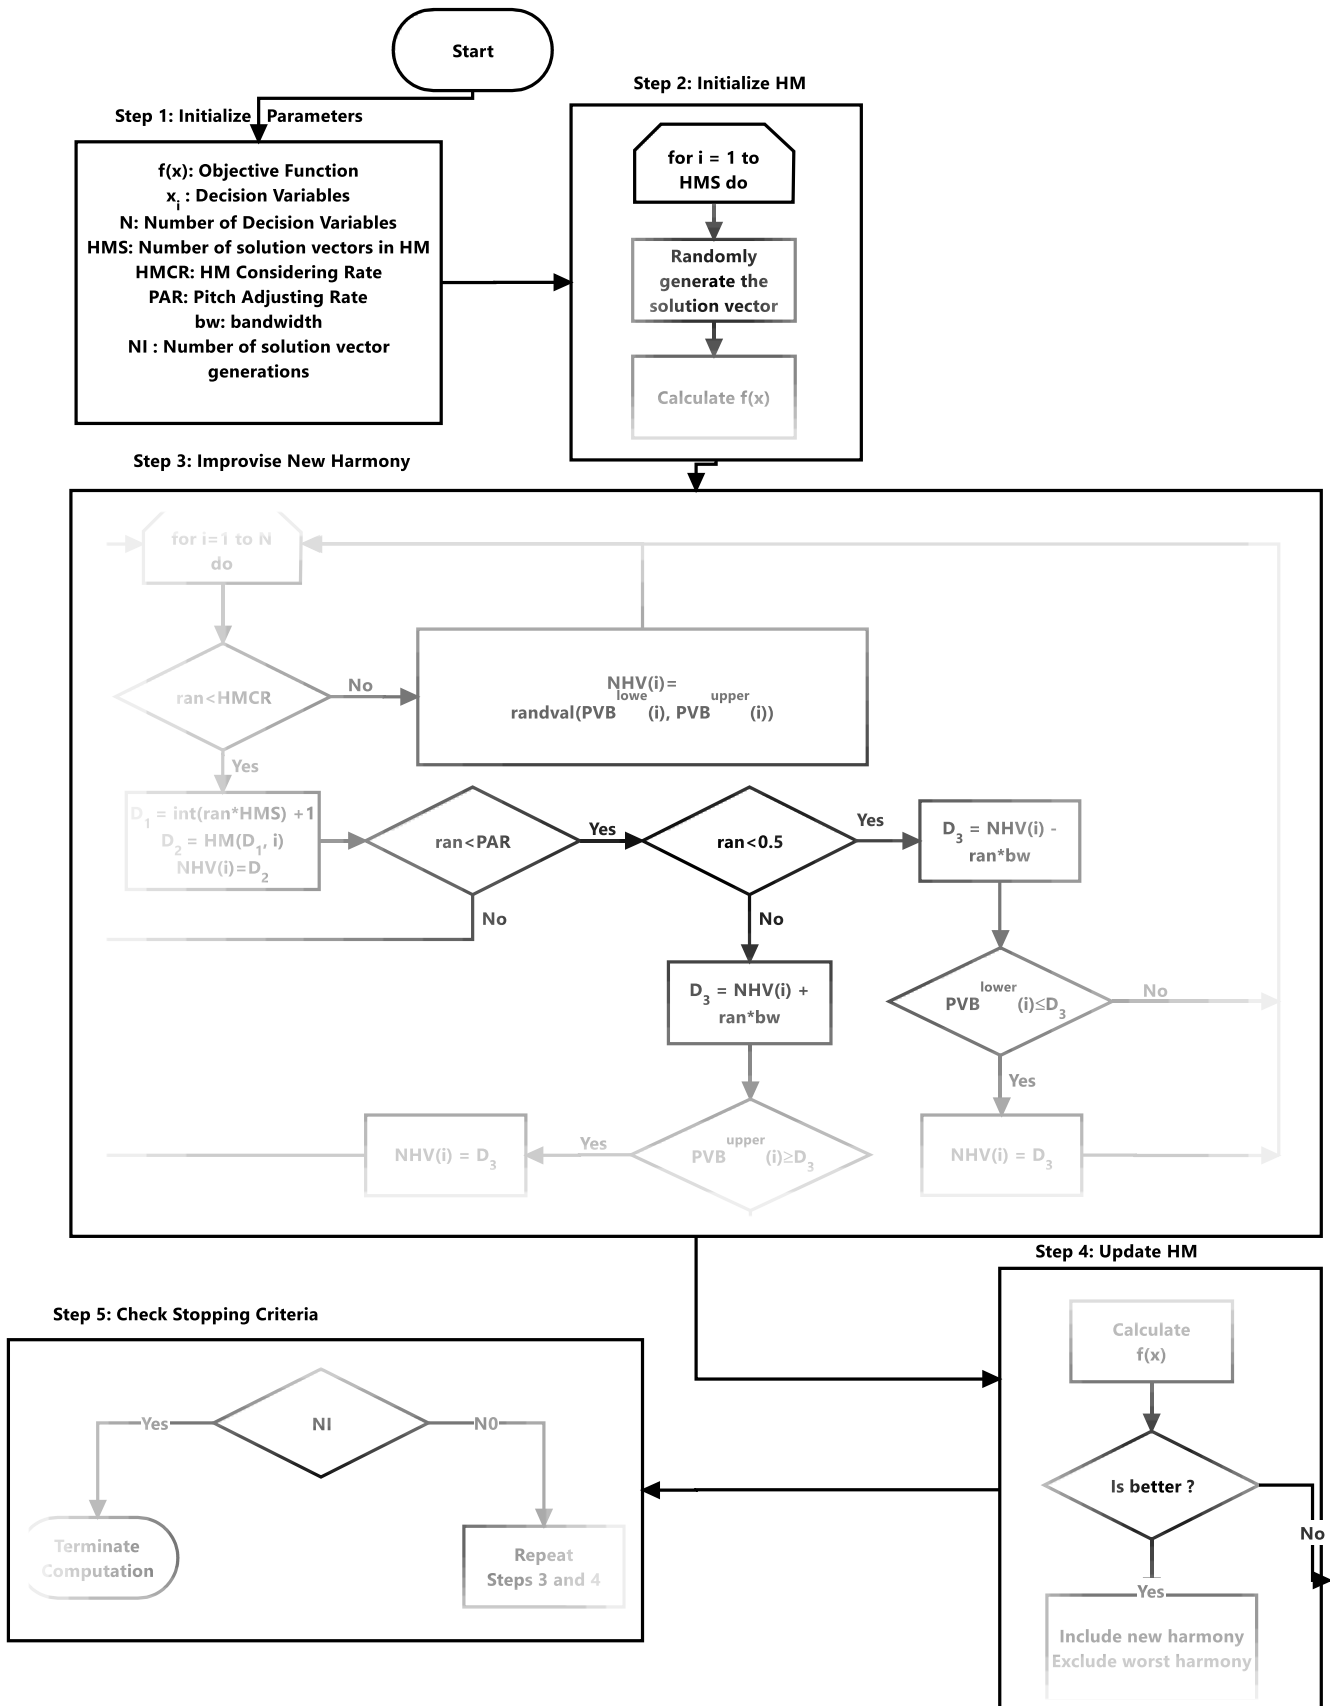 Start
Step 1: Initialize Parameters
f(x): Objective Function
xi : Decision Variables
N: Number of Decision Variables
HMS: Number of solution vectors in HM
HMCR: HM Considering Rate
PAR: Pitch Adjusting Rate
bw: bandwidth
NI : Number of solution vector
generations
Step 2: Initialize HM
for i = 1 to
HMS do
Randomly
generate the
solution vector
Calculate f(x)
Step 3: Improvise New Harmony
for i=1 to N
do
ran<HMCR
No
NHV(i)=
randval(PVBlowe(i), PVBupper(i))
Yes
D1 = int(ran*HMS) +1
D2 = HM(D1, i)
NHV(i)=D2
ran<PAR
Yes
No
ran<0.5
Yes
No
D3 = NHV(i) -
ran*bw
D3 = NHV(i) +
ran*bw
PVBlower(i)≤D3
No
Yes
PVBupper(i)≥D3
Yes
NHV(i) = D3
NHV(i) = D3
Step 4: Update HM
Calculate
f(x)
Is better ?
No
Yes
Include new harmony
Exclude worst harmony
Step 5: Check Stopping Criteria
NI
Yes
N0
Terminate
Computation
Repeat
Steps 3 and 4